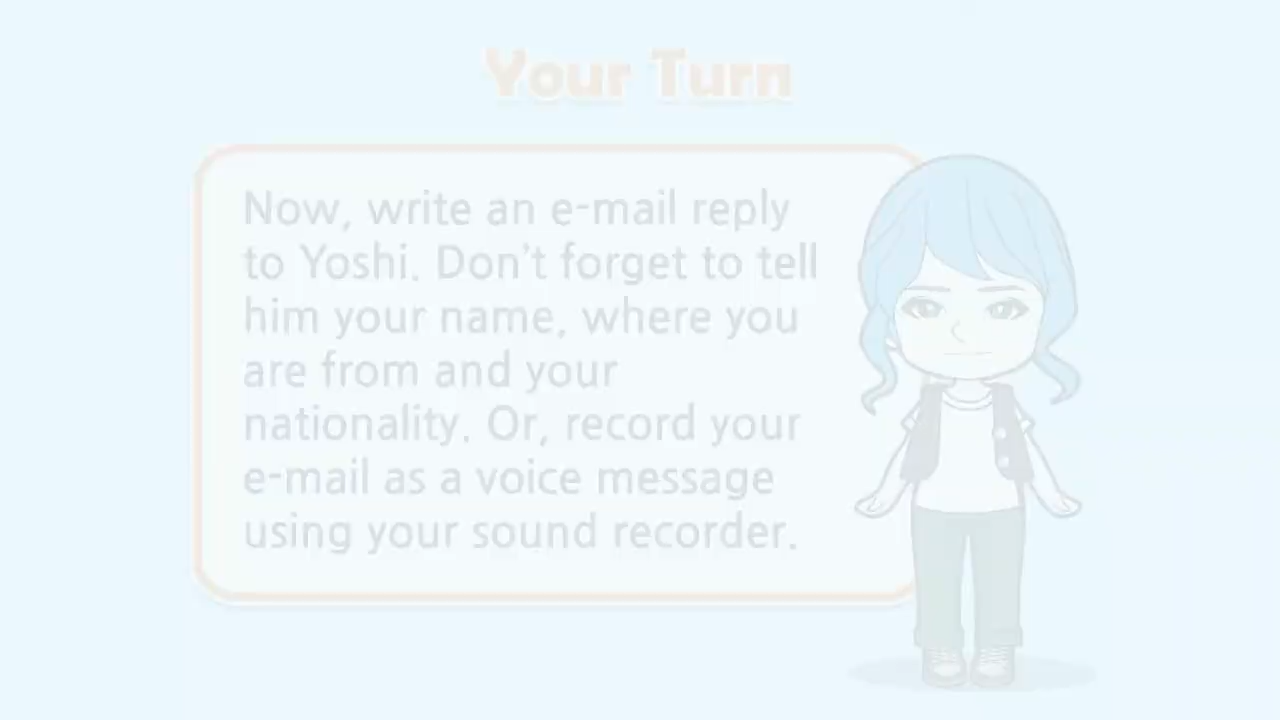 Your Turn
Now, write an e-mail reply
to Yoshi. Don't forget to tell
him your name, where you
are from and your
nationality. Or, record your
e-mail as a voice message
using your sound recorder.